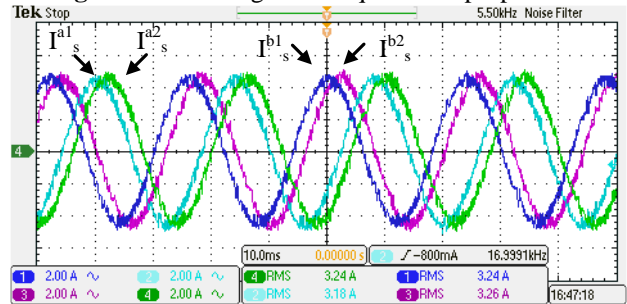 Tek Stop 5.50kHz Noise Filter
I^a1_s I^a2_s I^b1_s I^b2_s
4
10.0ms 0.00000 s 2 ƒ -800mA 16.9991kHz
1 2.00 A ∿ 2 2.00 A ∿ 4 RMS 3.24 A 1 RMS 3.24 A
3 2.00 A ∿ 4 2.00 A ∿ 2 RMS 3.18 A 3 RMS 3.26 A 16:47:18